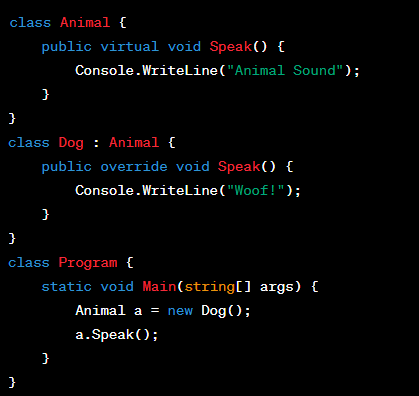 class Animal {
    public virtual void Speak() {
        Console.WriteLine("Animal Sound");
    }
}
class Dog : Animal {
    public override void Speak() {
        Console.WriteLine("Woof!");
    }
}
class Program {
    static void Main(string[] args) {
        Animal a = new Dog();
        a.Speak();
    }
}